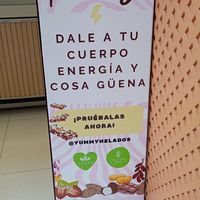 DALE A TU
CUERPO
ENERGÍA Y
COSA GÜENA
¡PRUÉBALAS
AHORA!
@YUMMYHELADOS